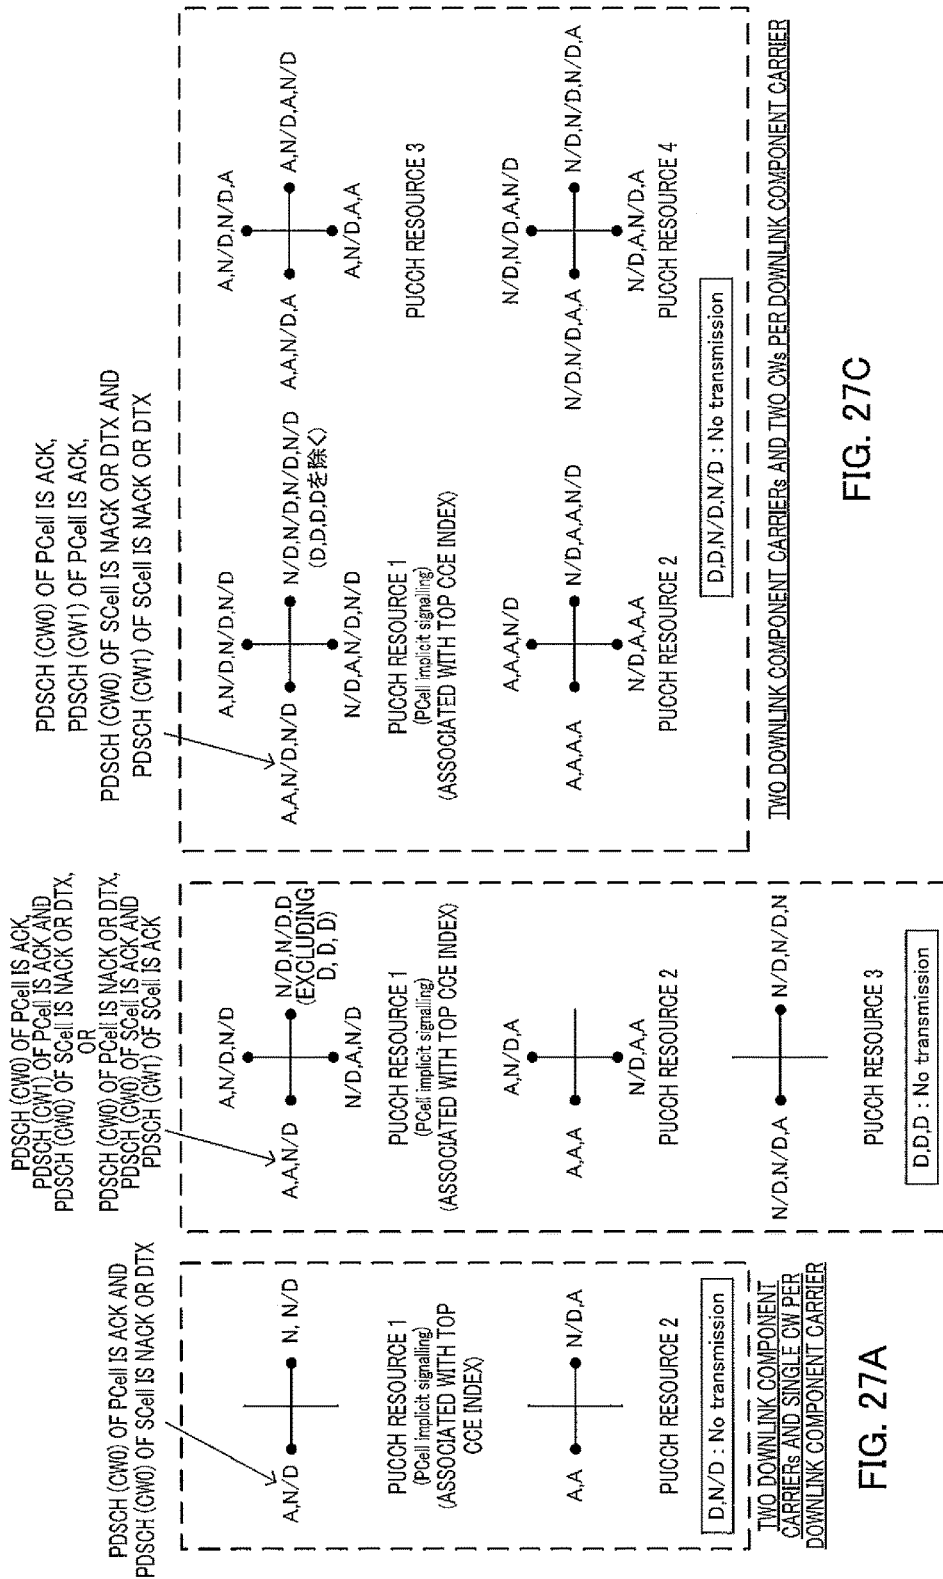 PDSCH (CW0) OF PCell IS ACK AND
PDSCH (CW0) OF SCell IS NACK OR DTX
A,N/D
N, N/D
PUCCH RESOURCE 1
(PCell implicit signalling)
(ASSOCIATED WITH TOP
CCE INDEX)
A,A
N/D,A
PUCCH RESOURCE 2
D,N/D : No transmission
TWO DOWNLINK COMPONENT
CARRIERs AND SINGLE CW PER
DOWNLINK COMPONENT CARRIER
FIG. 27A
PDSCH (CW0) OF PCell IS ACK,
PDSCH (CW1) OF PCell IS ACK AND
PDSCH (CW0) OF SCell IS NACK OR DTX,
OR
PDSCH (CW0) OF PCell IS NACK OR DTX,
PDSCH (CW0) OF SCell IS ACK AND
PDSCH (CW1) OF SCell IS ACK
A,N/D,N/D
A,A,N/D
N/D,N/D,D
(EXCLUDING
D, D, D)
N/D,A,N/D
PUCCH RESOURCE 1
(PCell implicit signalling)
(ASSOCIATED WITH TOP CCE INDEX)
A,N/D,A
A,A,A
N/D,A,A
PUCCH RESOURCE 2
N/D,N/D,A
N/D,N/D,N
PUCCH RESOURCE 3
D,D,D : No transmission
PDSCH (CW0) OF PCell IS ACK,
PDSCH (CW1) OF PCell IS ACK,
PDSCH (CW0) OF SCell IS NACK OR DTX AND
PDSCH (CW1) OF SCell IS NACK OR DTX
A,N/D,N/D,N/D
A,A,N/D,N/D
N/D,N/D,N/D,N/D
(D,D,D,Dを除く)
N/D,A,N/D,N/D
PUCCH RESOURCE 1
(PCell implicit signalling)
(ASSOCIATED WITH TOP CCE INDEX)
A,N/D,N/D,A
A,A,N/D,A
A,N/D,A,N/D
A,N/D,A,A
PUCCH RESOURCE 3
A,A,A,N/D
A,A,A,A
N/D,A,A,N/D
N/D,A,A,A
PUCCH RESOURCE 2
N/D,N/D,A,N/D
N/D,N/D,A,A
N/D,N/D,N/D,A
N/D,A,N/D,A
PUCCH RESOURCE 4
D,D,N/D,N/D : No transmission
TWO DOWNLINK COMPONENT CARRIERs AND TWO CWs PER DOWNLINK COMPONENT CARRIER
FIG. 27C